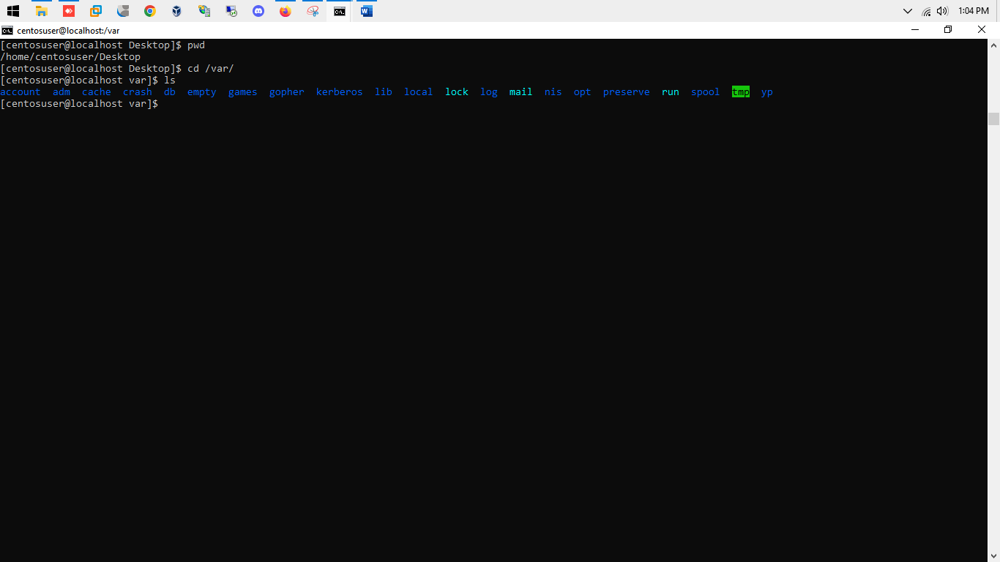 1:04 PM
centosuser@localhost:/var
[centosuser@localhost Desktop]$ pwd
/home/centosuser/Desktop
[centosuser@localhost Desktop]$ cd /var/
[centosuser@localhost var]$ ls
account  adm  cache  crash  db  empty  games  gopher  kerberos  lib  local  lock  log  mail  nis  opt  preserve  run  spool  tmp  yp
[centosuser@localhost var]$